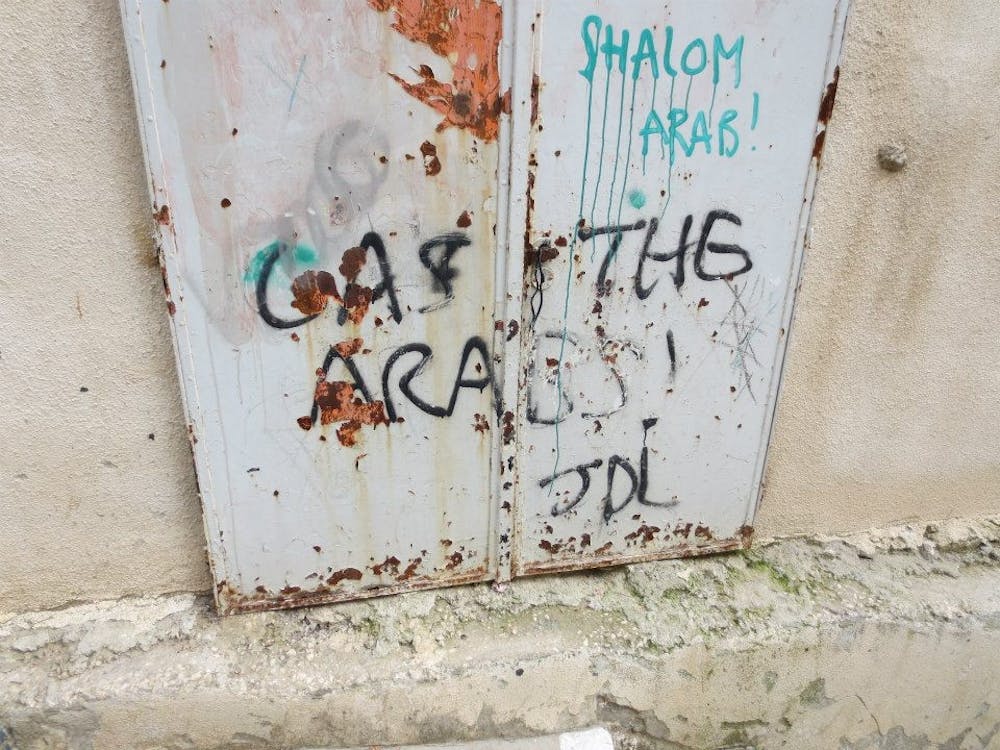 SHALOM
ARAB!
GAS THE
ARABS!
JDL